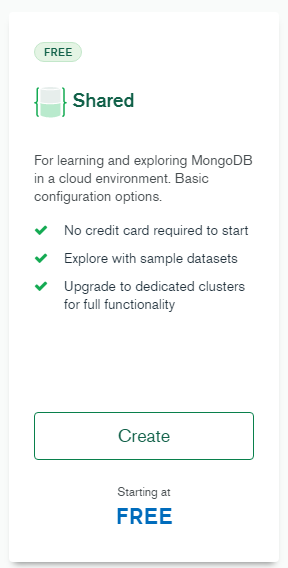 FREE
Shared
For learning and exploring MongoDB
in a cloud environment. Basic
configuration options.
No credit card required to start
Explore with sample datasets
Upgrade to dedicated clusters
for full functionality
Create
Starting at
FREE